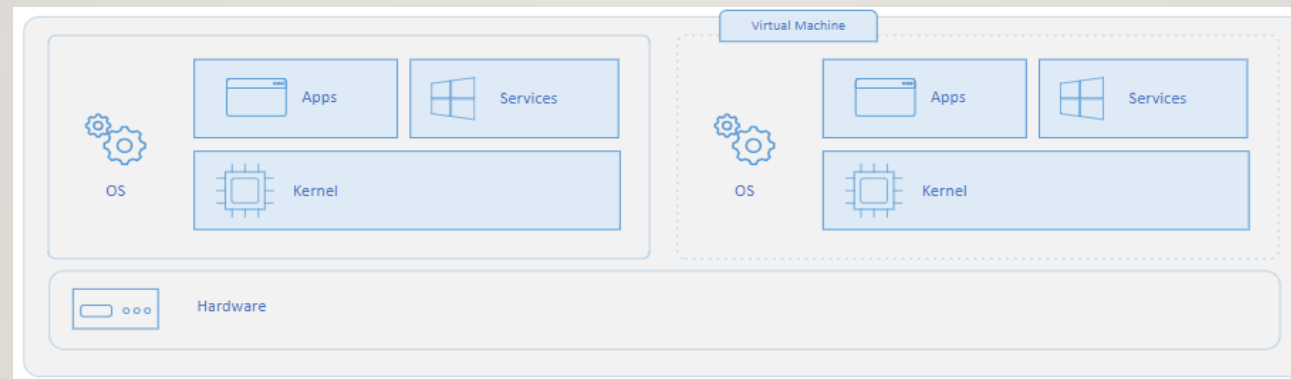 Virtual Machine
Apps
Services
OS
Kernel
Apps
Services
OS
Kernel
Hardware